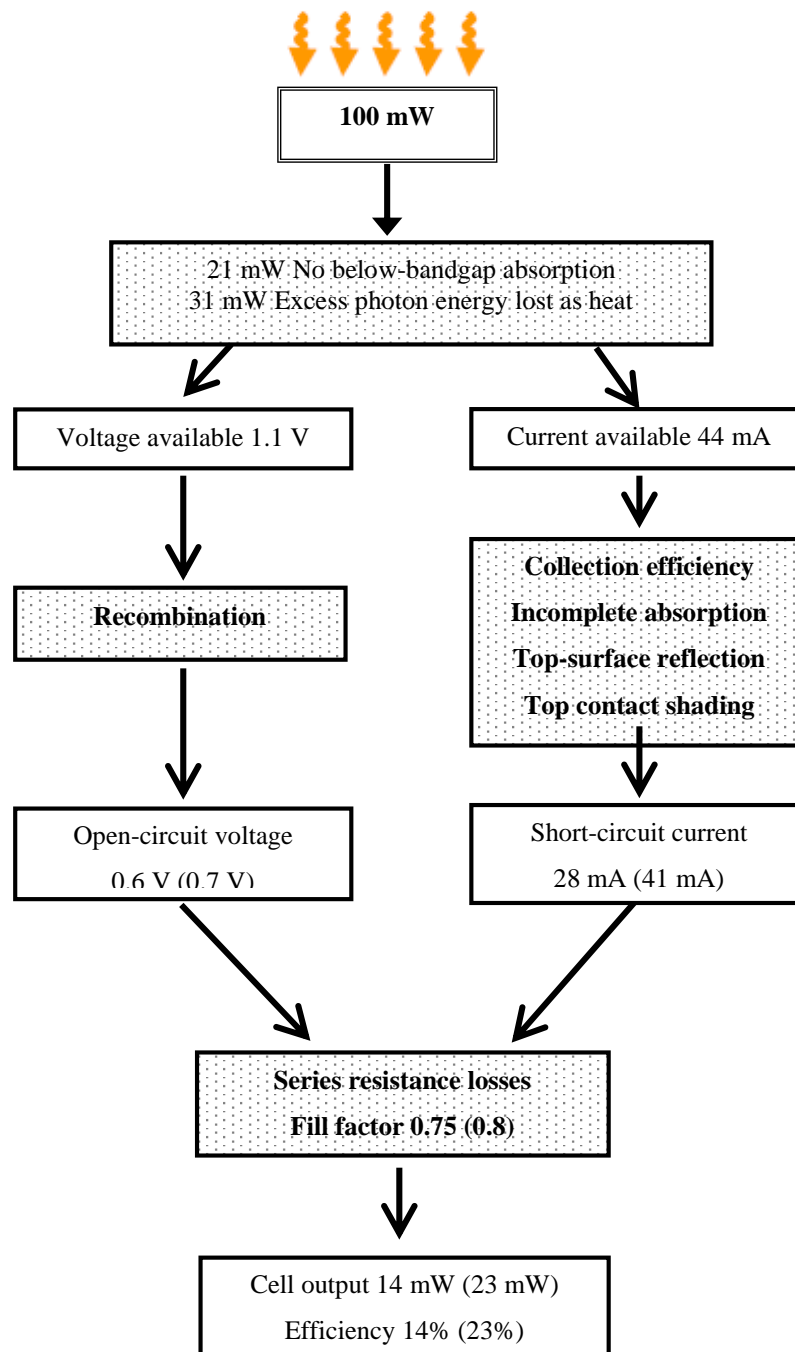 100 mW
21 mW No below-bandgap absorption
31 mW Excess photon energy lost as heat
Voltage available 1.1 V
Current available 44 mA
Recombination
Collection efficiency
Incomplete absorption
Top-surface reflection
Top contact shading
Open-circuit voltage
0.6 V (0.7 V)
Short-circuit current
28 mA (41 mA)
Series resistance losses
Fill factor 0.75 (0.8)
Cell output 14 mW (23 mW)
Efficiency 14% (23%)